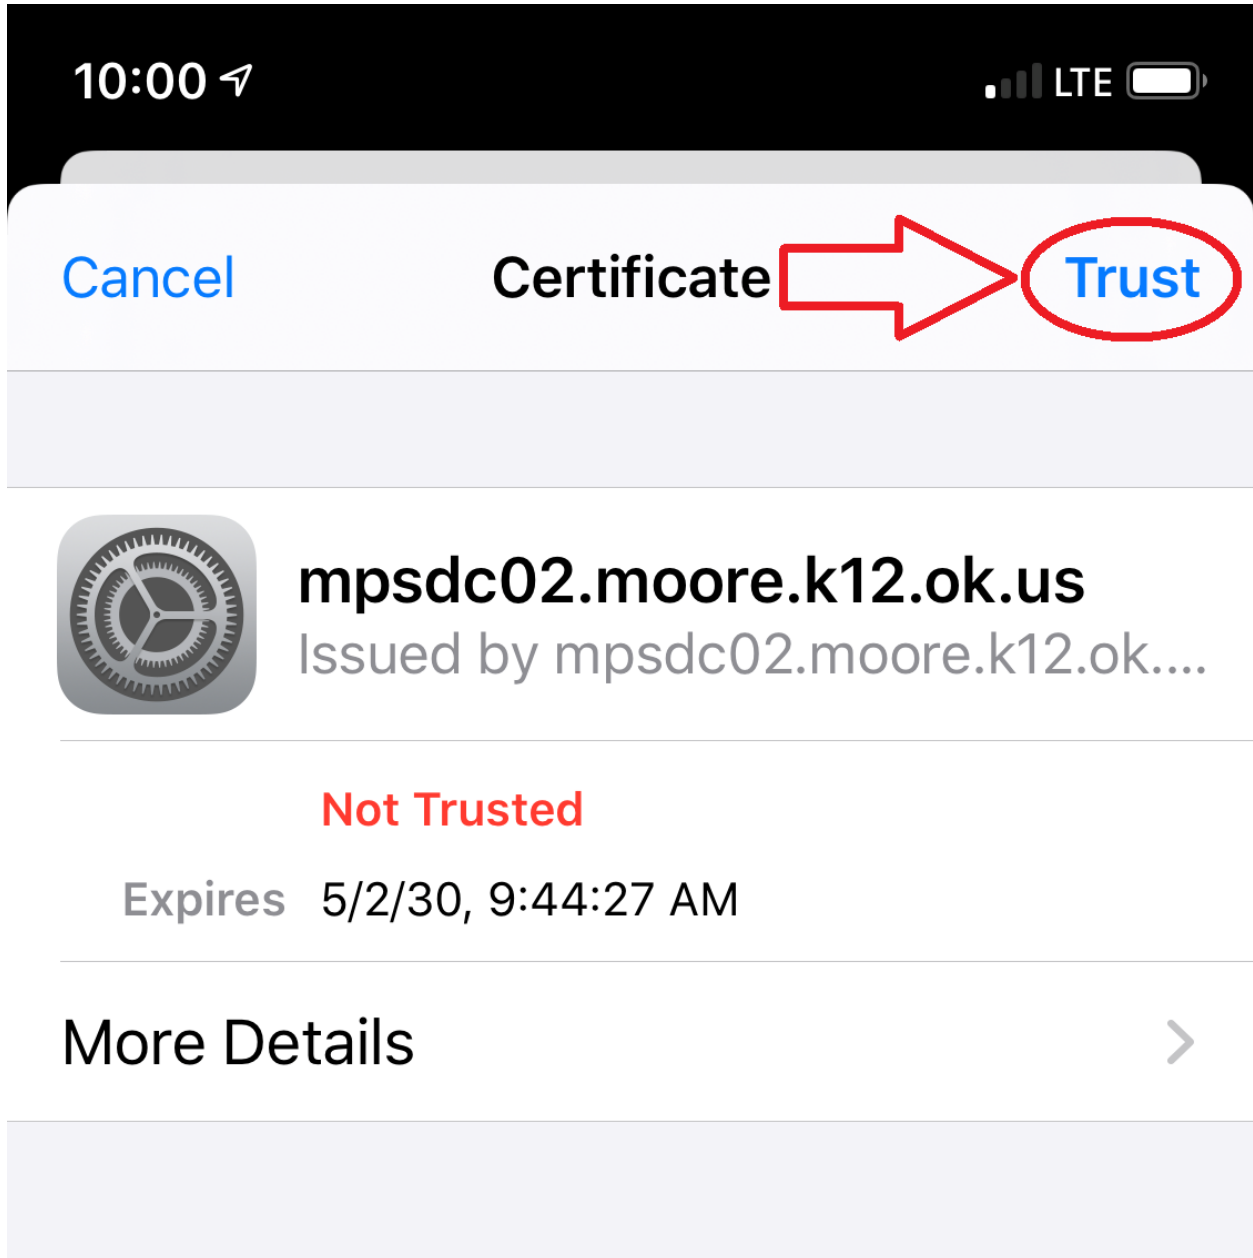 10:00 LTE
Cancel Certificate Trust
mpsdc02.moore.k12.ok.us
Issued by mpsdc02.moore.k12.ok....
Not Trusted
Expires 5/2/30, 9:44:27 AM
More Details